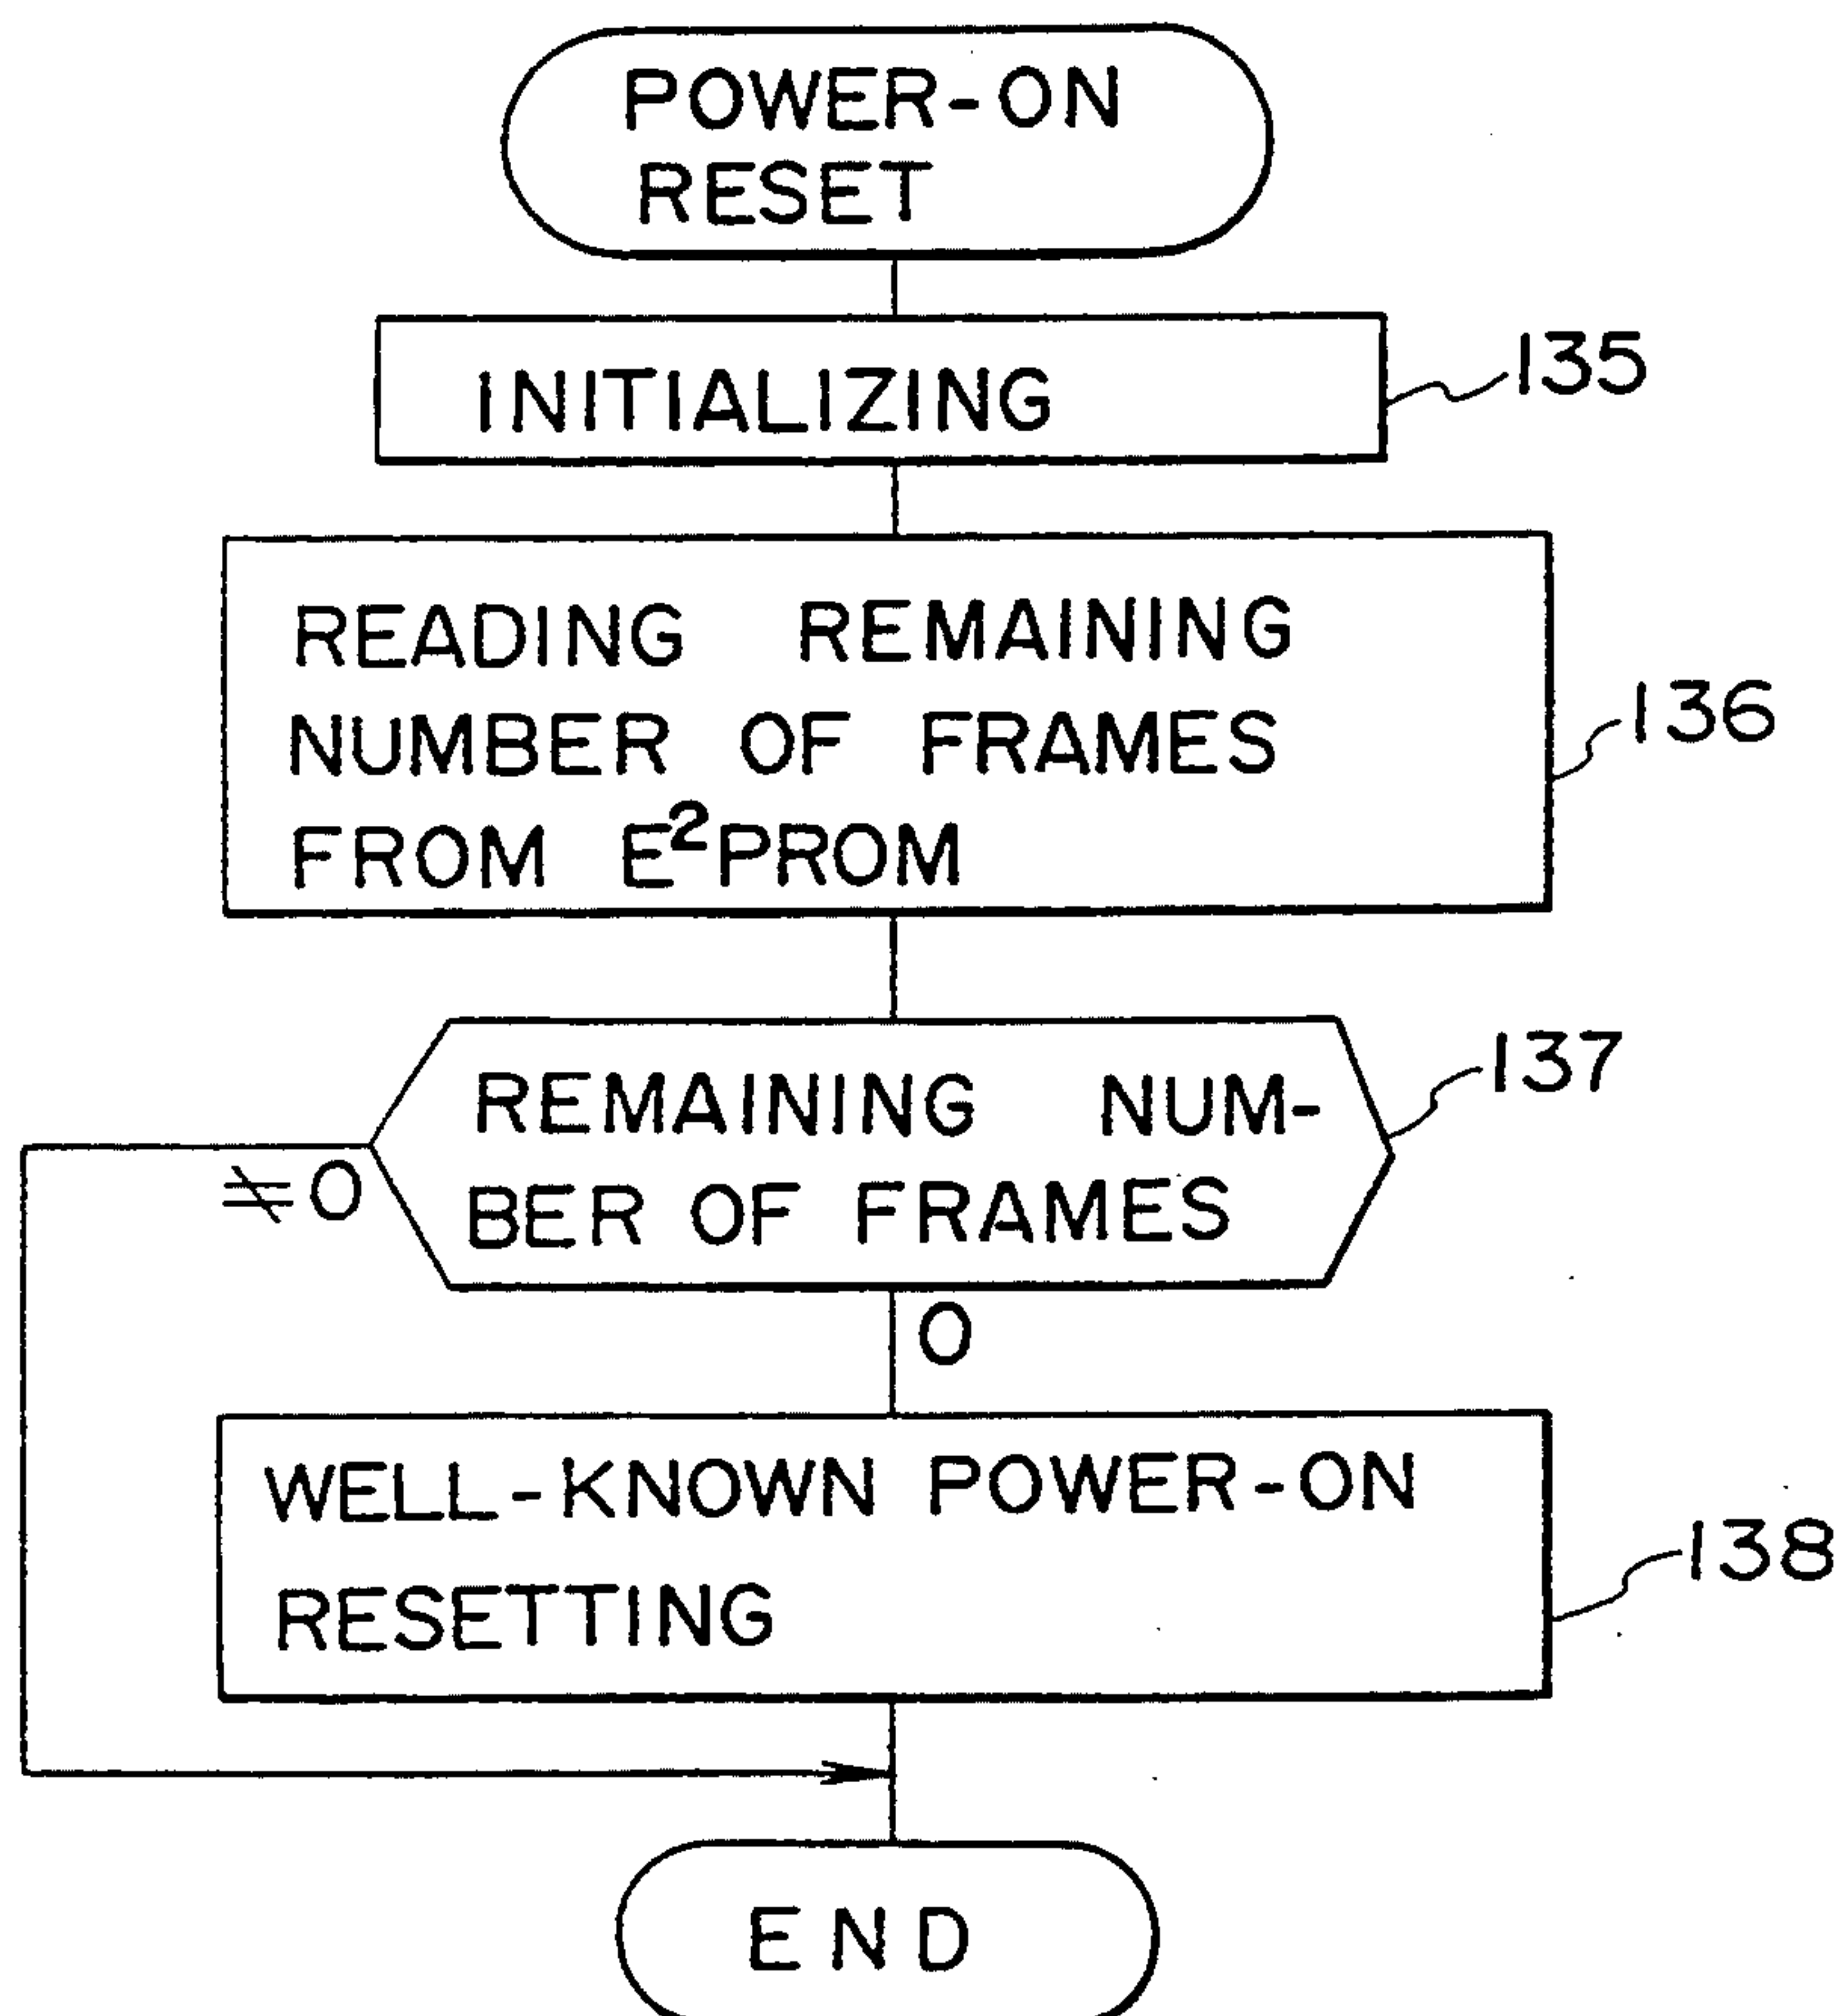 POWER-ON
RESET
INITIALIZING
135
READING REMAINING
NUMBER OF FRAMES
FROM E²PROM
136
REMAINING NUM-
BER OF FRAMES
137
≠0
0
WELL-KNOWN POWER-ON
RESETTING
138
END